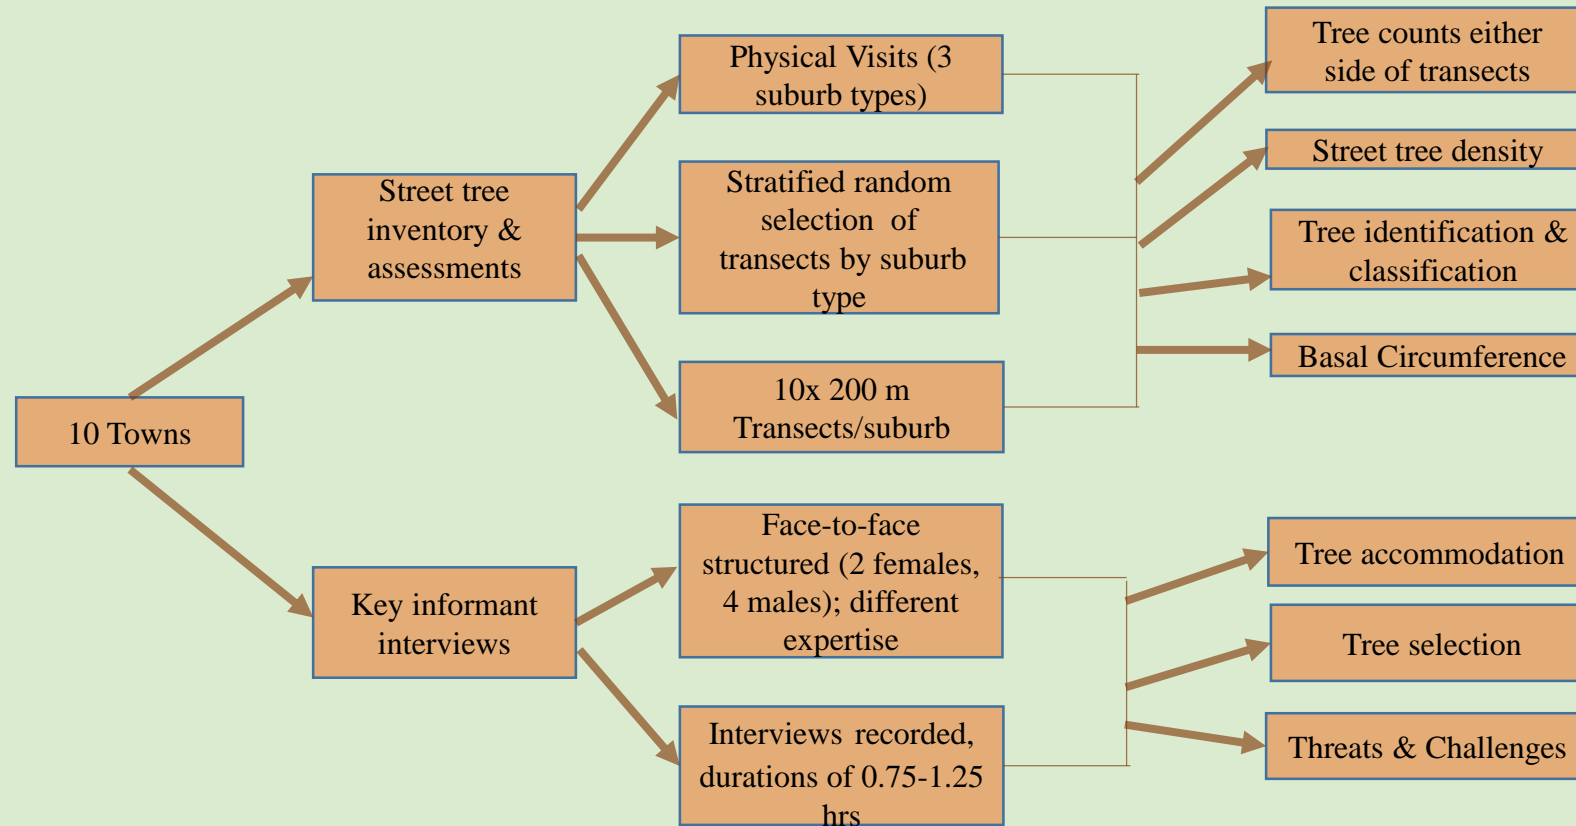 10 Towns
Street tree
inventory &
assessments
Key informant
interviews
Physical Visits (3
suburb types)
Stratified random
selection of
transects by suburb
type
10x 200 m
Transects/suburb
Face-to-face
structured (2 females,
4 males); different
expertise
Interviews recorded,
durations of 0.75-1.25
hrs
Tree counts either
side of transects
Street tree density
Tree identification &
classification
Basal Circumference
Tree accommodation
Tree selection
Threats & Challenges